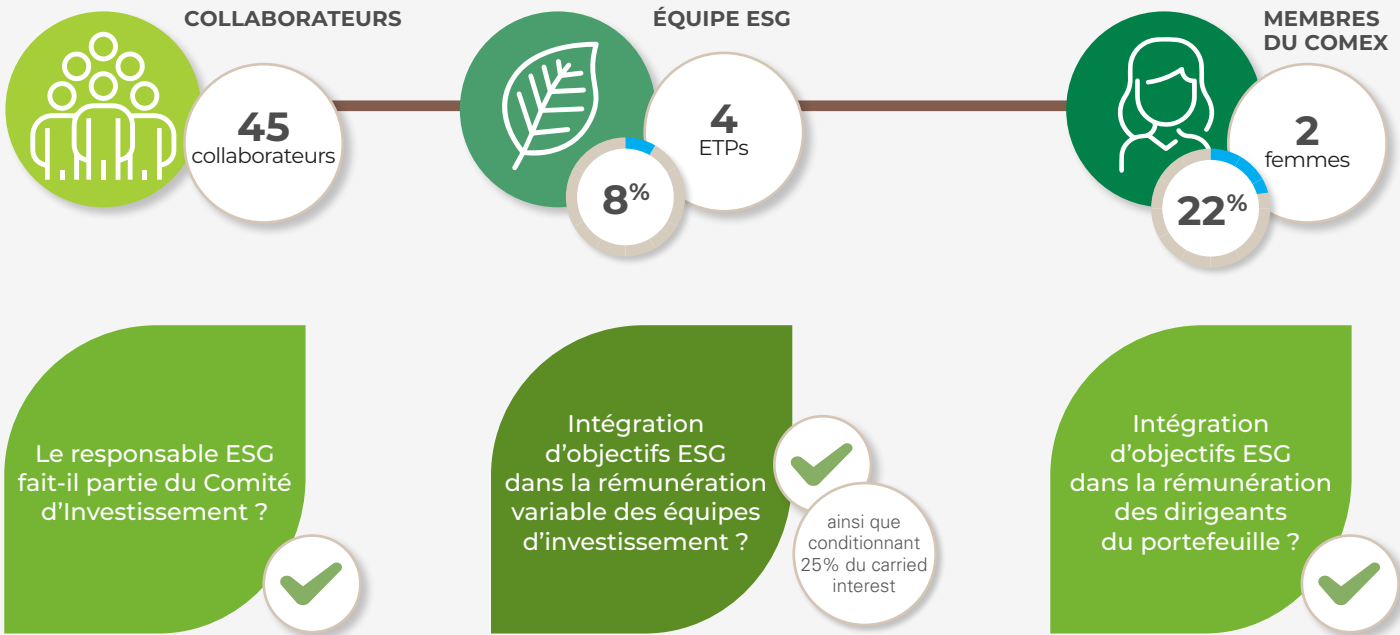 COLLABORATEURS
45
collaborateurs
ÉQUIPE ESG
4
ETPs
8%
MEMBRES
DU COMEX
2
femmes
22%
Le responsable ESG
fait-il partie du Comité
d'Investissement ?
Intégration
d'objectifs ESG
dans la rémunération
variable des équipes
d'investissement ?
ainsi que
conditionnant
25% du carried
interest
Intégration
d'objectifs ESG
dans la rémunération
des dirigeants
du portefeuille ?